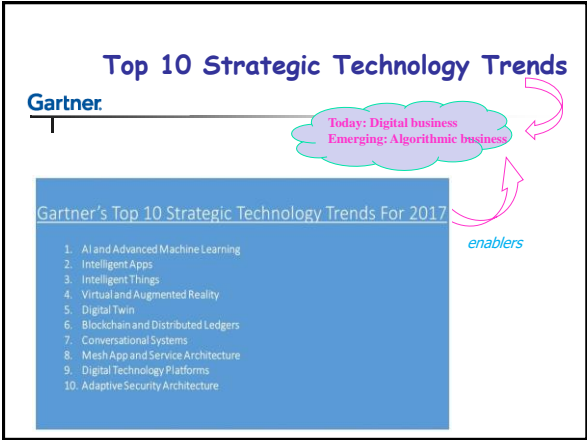 Top 10 Strategic Technology Trends
Gartner.
Today: Digital business
Emerging: Algorithmic business
Gartner's Top 10 Strategic Technology Trends For 2017
enablers
1. AI and Advanced Machine Learning
2. Intelligent Apps
3. Intelligent Things
4. Virtual and Augmented Reality
5. Digital Twin
6. Blockchain and Distributed Ledgers
7. Conversational Systems
8. Mesh App and Service Architecture
9. Digital Technology Platforms
10. Adaptive Security Architecture